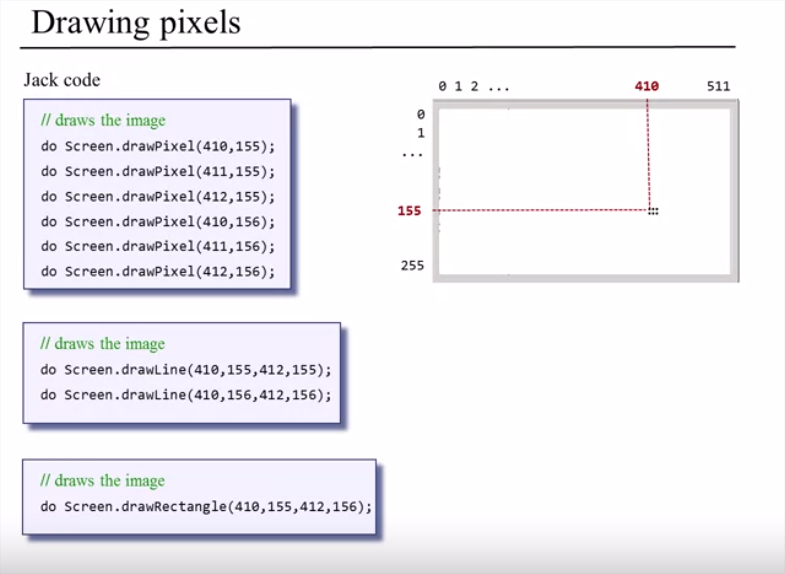 Drawing pixels
Jack code
// draws the image
do Screen.drawPixel(410,155);
do Screen.drawPixel(411,155);
do Screen.drawPixel(412,155);
do Screen.drawPixel(410,156);
do Screen.drawPixel(411,156);
do Screen.drawPixel(412,156);
// draws the image
do Screen.drawLine(410,155,412,155);
do Screen.drawLine(410,156,412,156);
// draws the image
do Screen.drawRectangle(410,155,412,156);
0 1 2 ... 410 511
0
1
...
155
255